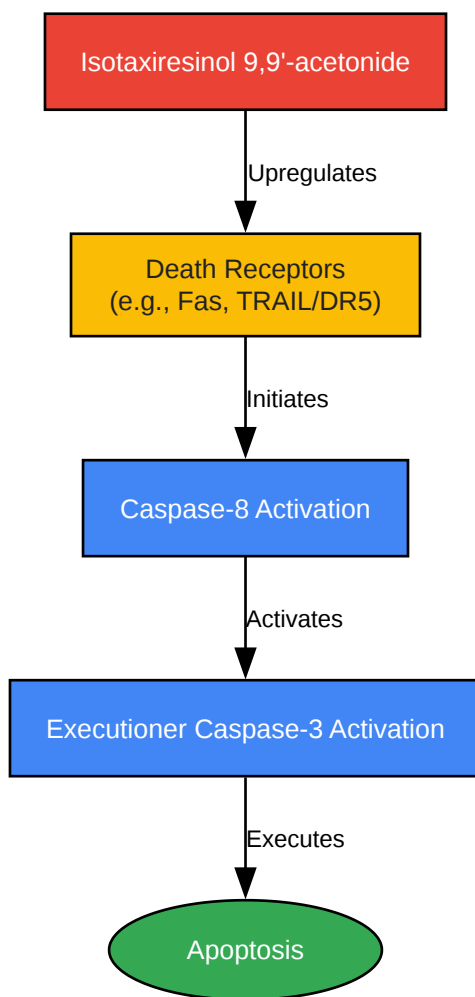 Isotaxiresinol 9,9'-acetonide
Upregulates
Death Receptors
(e.g., Fas, TRAIL/DR5)
Initiates
Caspase-8 Activation
Activates
Executioner Caspase-3 Activation
Executes
Apoptosis